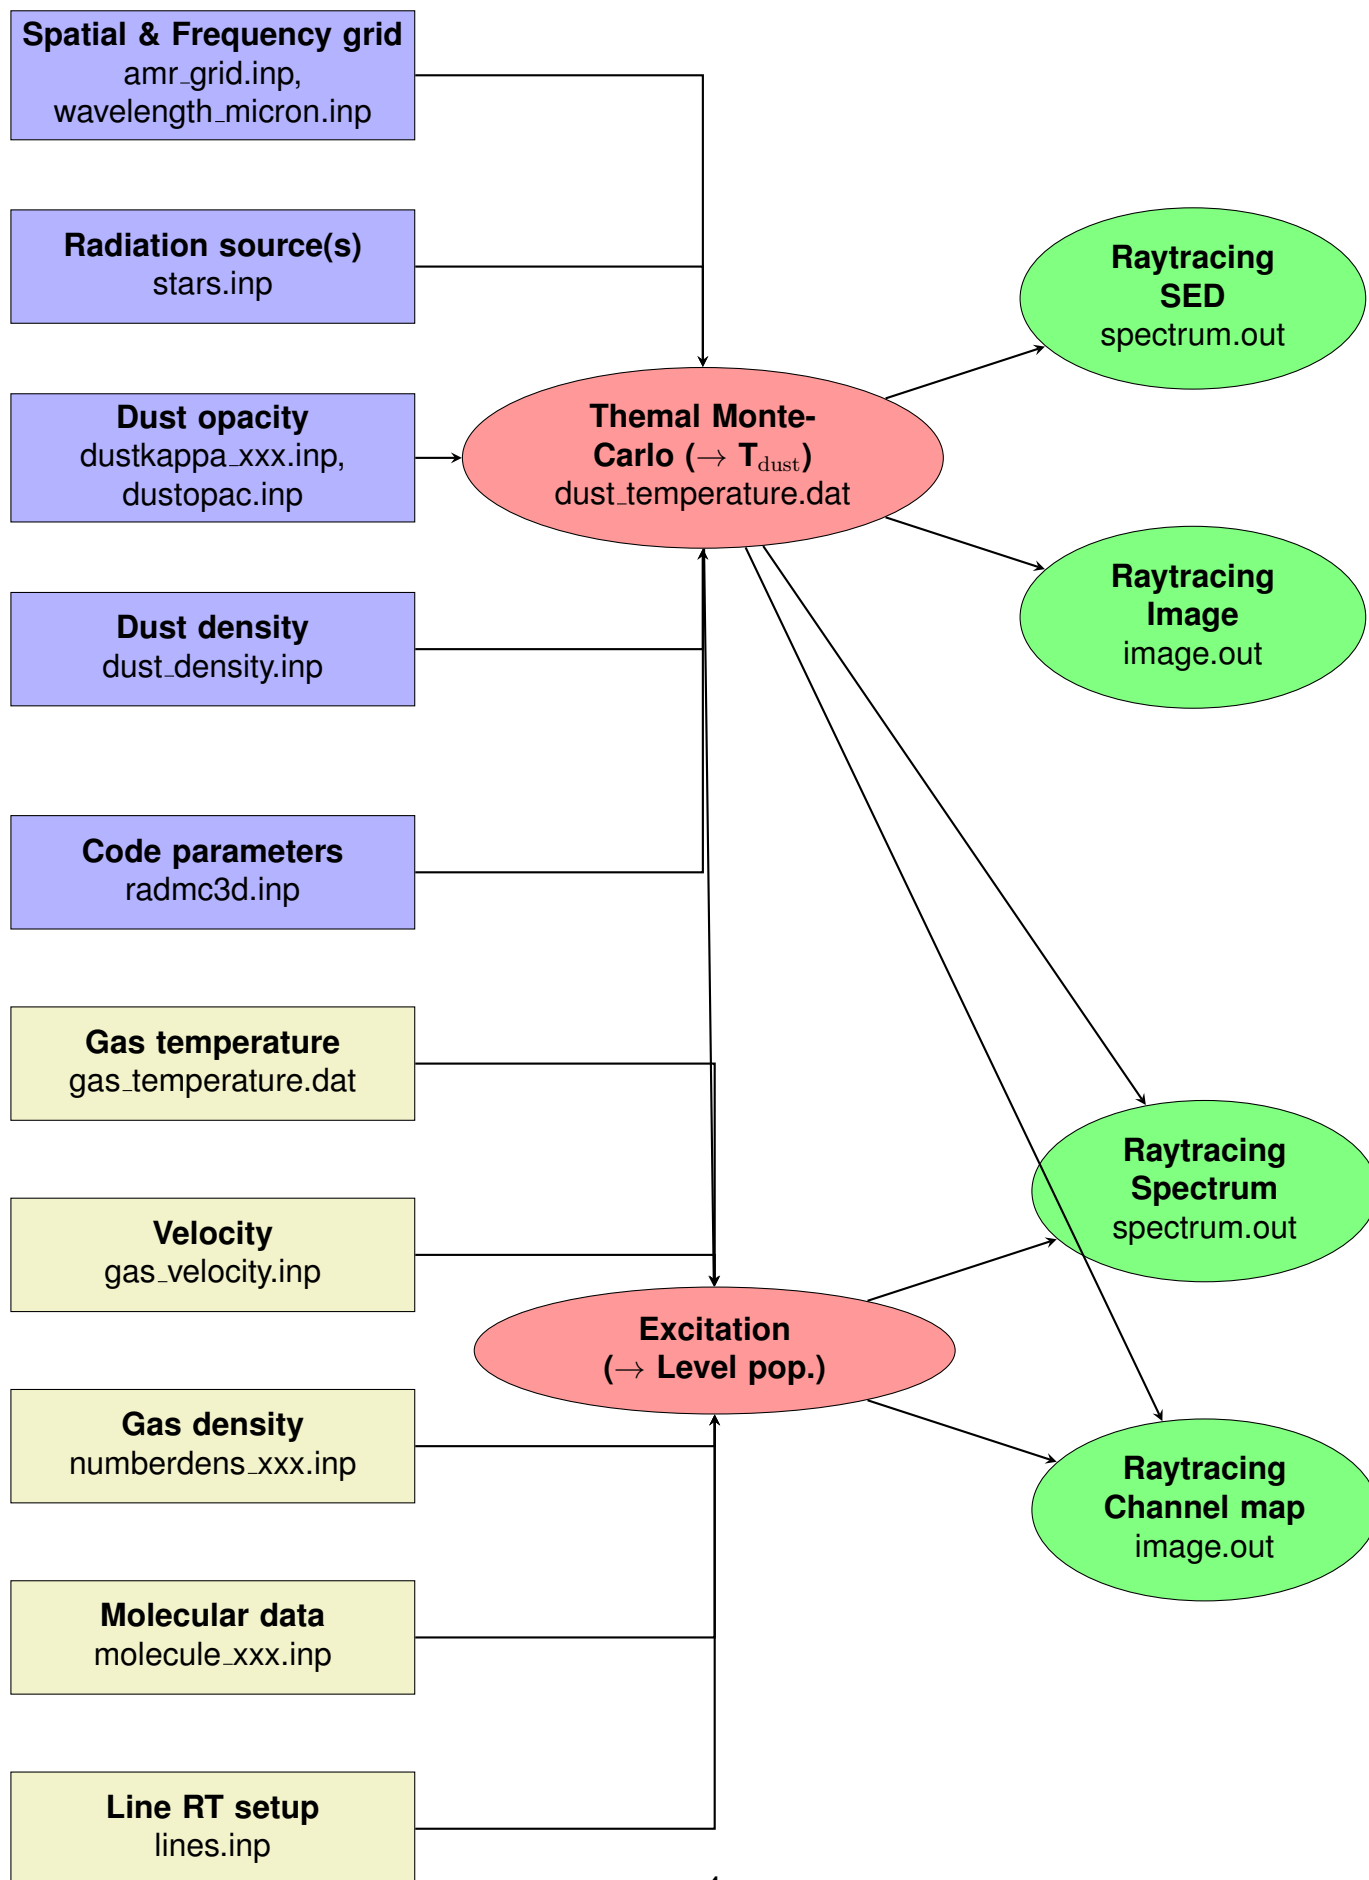 Spatial & Frequency grid
amr_grid.inp,
wavelength_micron.inp
Radiation source(s)
stars.inp
Dust opacity
dustkappa_xxx.inp,
dustopac.inp
Dust density
dust_density.inp
Code parameters
radmc3d.inp
Gas temperature
gas_temperature.dat
Velocity
gas_velocity.inp
Gas density
numberdens_xxx.inp
Molecular data
molecule_xxx.inp
Line RT setup
lines.inp
Themal Monte-
Carlo (→ T_dust)
dust_temperature.dat
Excitation
(→ Level pop.)
Raytracing
SED
spectrum.out
Raytracing
Image
image.out
Raytracing
Spectrum
spectrum.out
Raytracing
Channel map
image.out